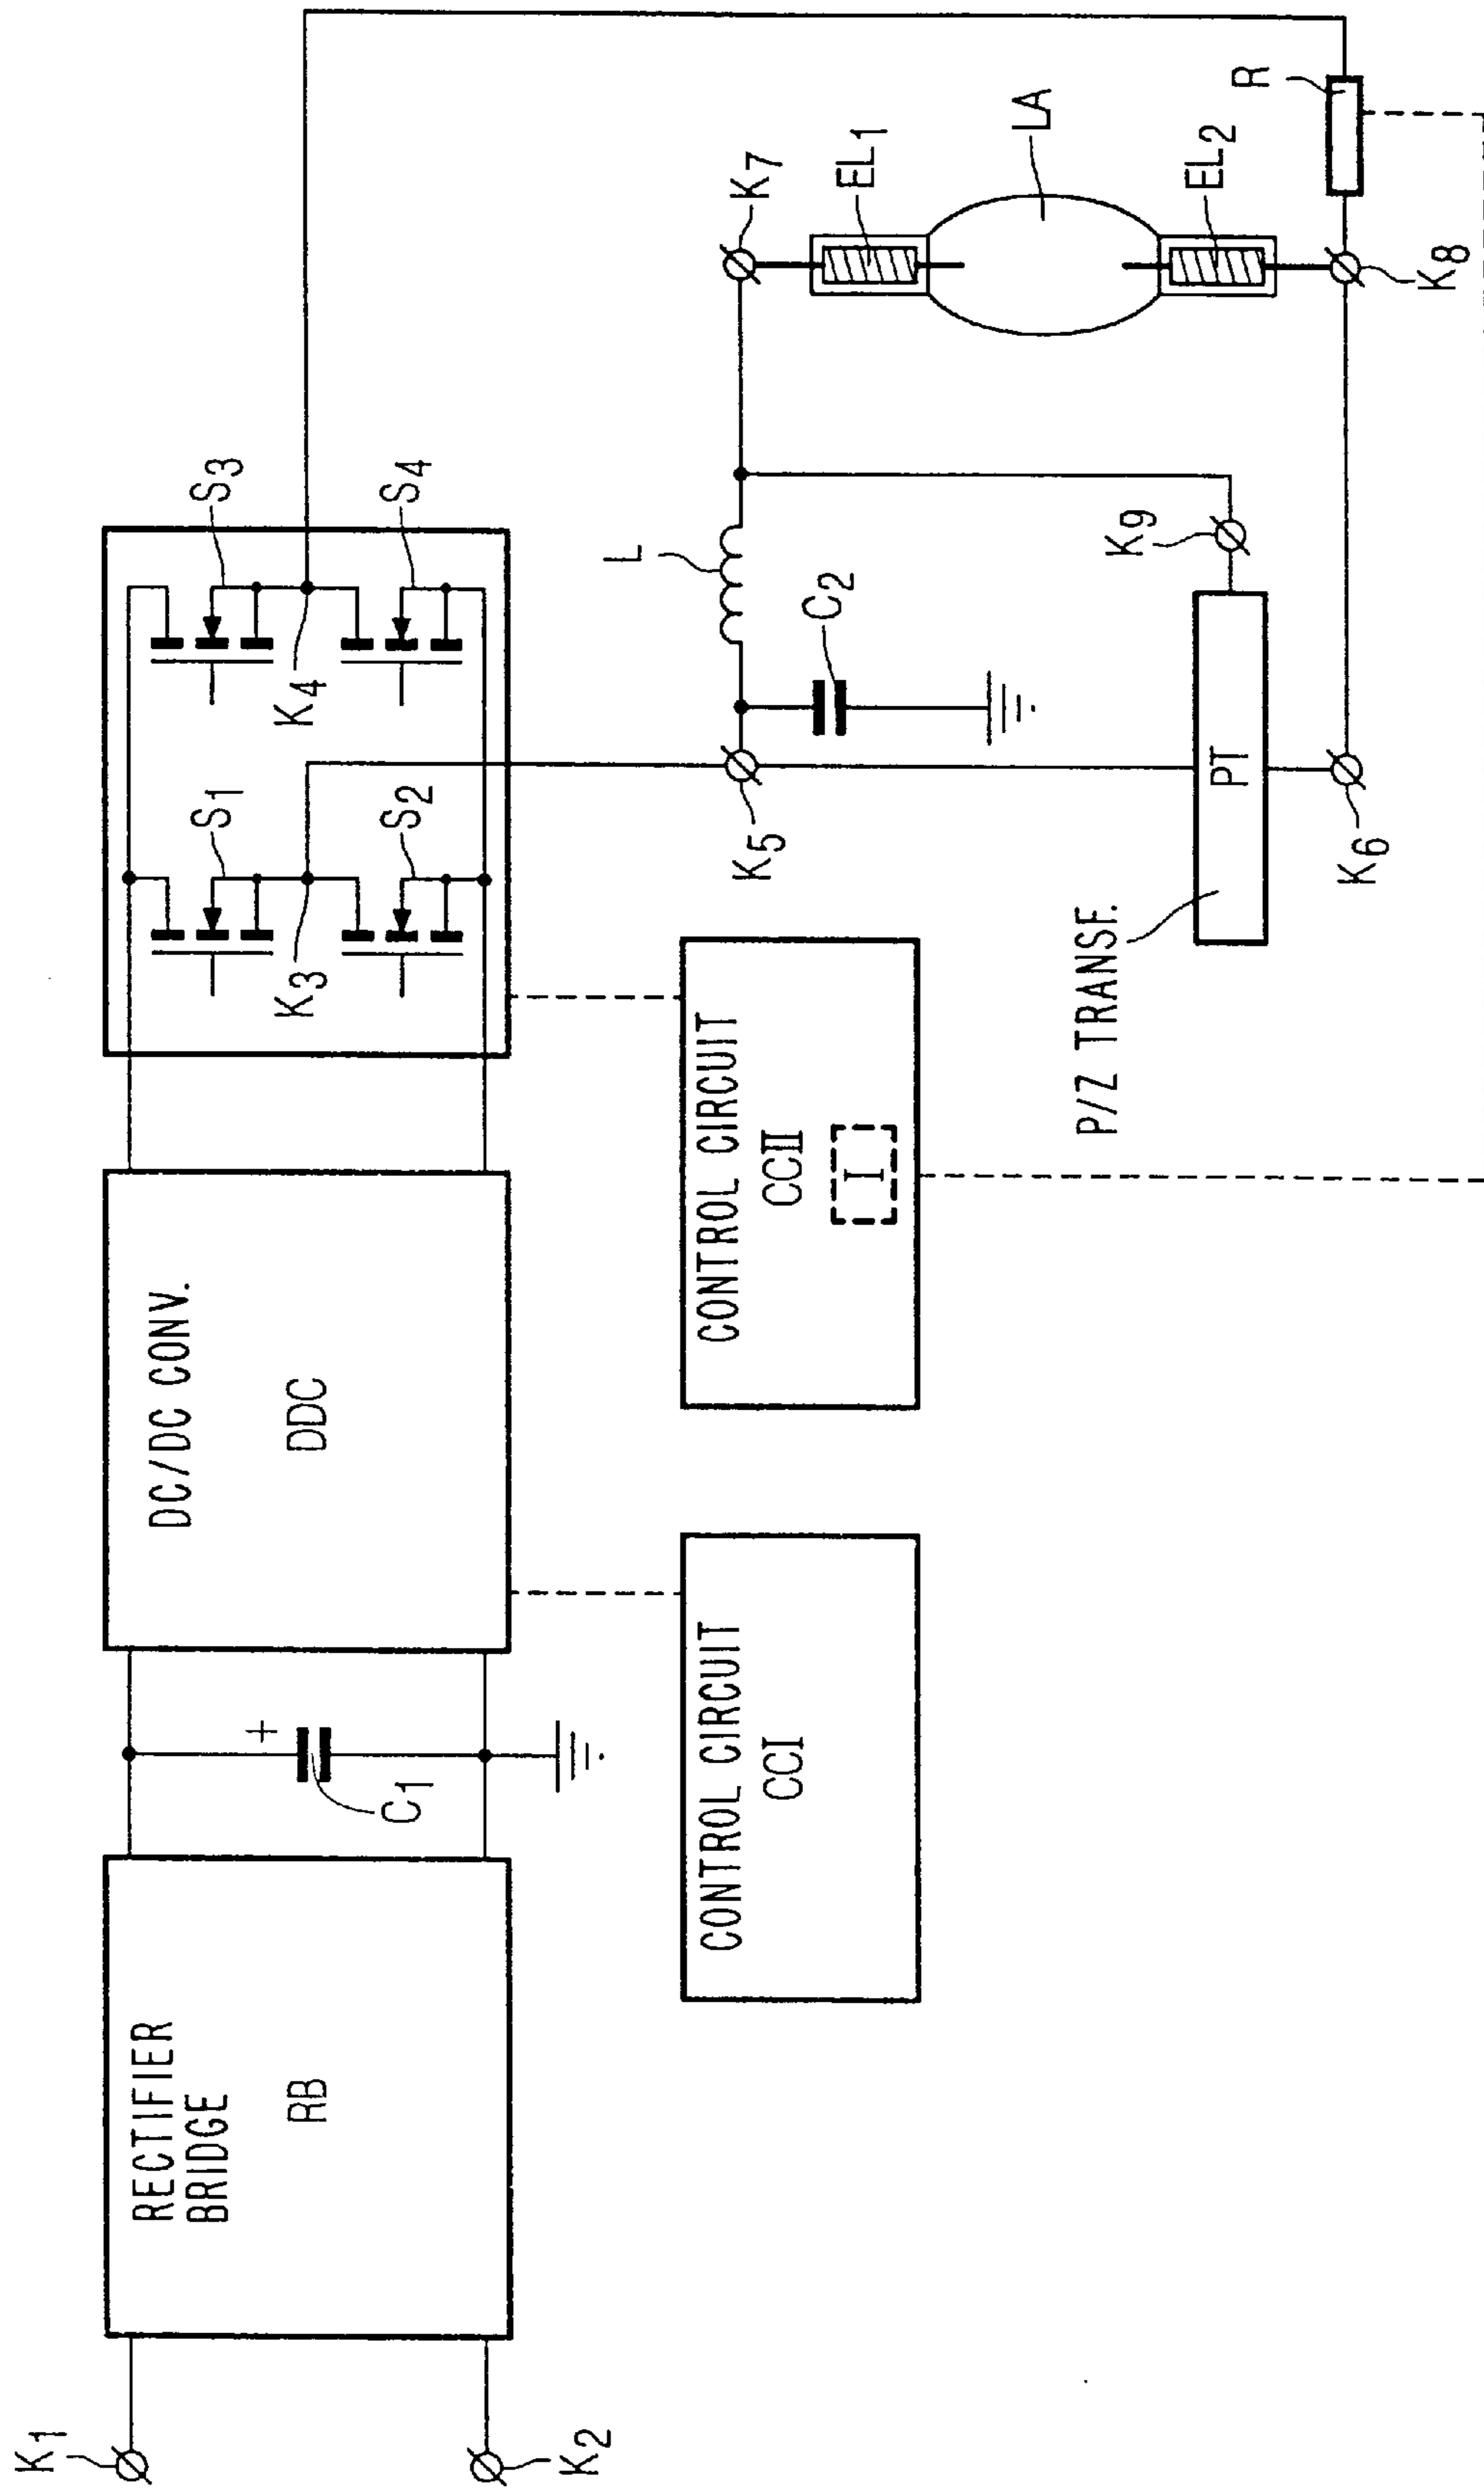 K1
K2
RECTIFIER
BRIDGE
RB
+
C1
DC/DC CONV.
DDC
S1
S2
S3
S4
K3
K4
CONTROL CIRCUIT
CCI
CONTROL CIRCUIT
CCII
I
K5
L
C2
K7
EL1
LA
EL2
K9
P/Z TRANSF.
PT
K6
K8
R